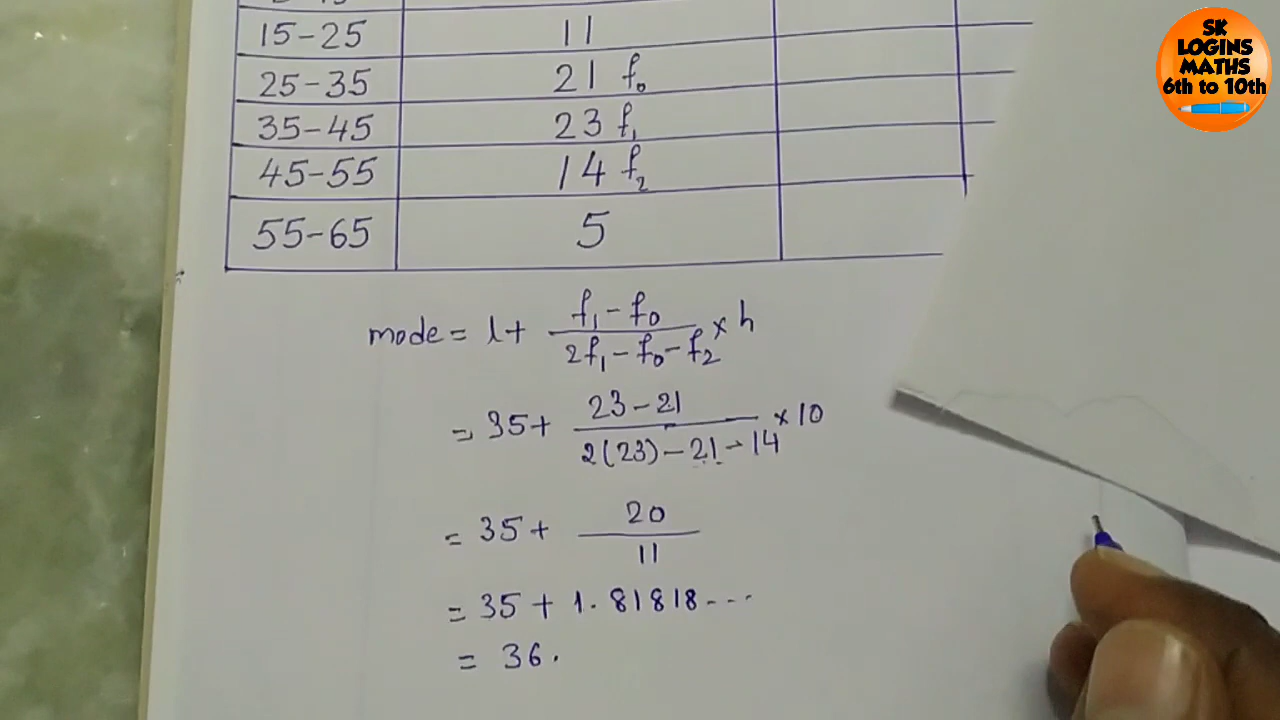 SK
LOGINS
MATHS
6th to 10th
15-25 11
25-35 21 f₀
35-45 23 f₁
45-55 14 f₂
55-65 5
mode = l + (f₁ - f₀)/(2f₁ - f₀ - f₂) × h
= 35 + (23 - 21)/(2(23) - 21 - 14) × 10
= 35 + 20/11
= 35 + 1.81818---
= 36.